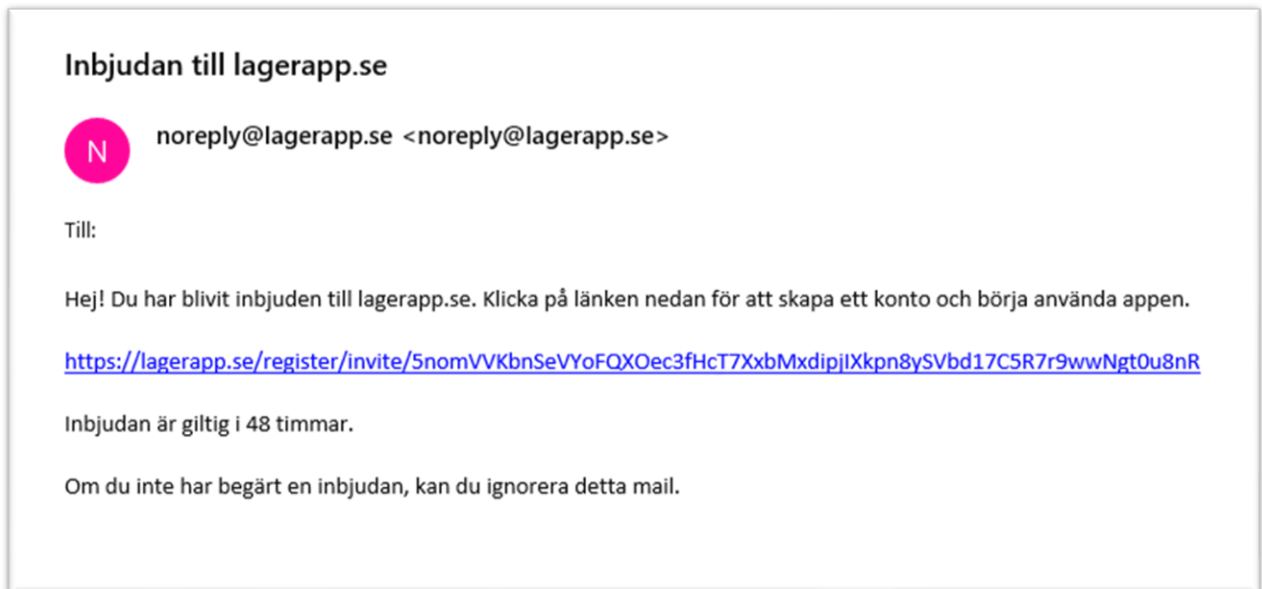 Inbjudan till lagerapp.se
N
noreply@lagerapp.se <noreply@lagerapp.se>
Till:
Hej! Du har blivit inbjuden till lagerapp.se. Klicka på länken nedan för att skapa ett konto och börja använda appen.
https://lagerapp.se/register/invite/5nomVVKbnSeVYoFQXOec3fHcT7XxbMxdipjIXkpn8ySVbd17C5R7r9wwNgt0u8nR
Inbjudan är giltig i 48 timmar.
Om du inte har begärt en inbjudan, kan du ignorera detta mail.